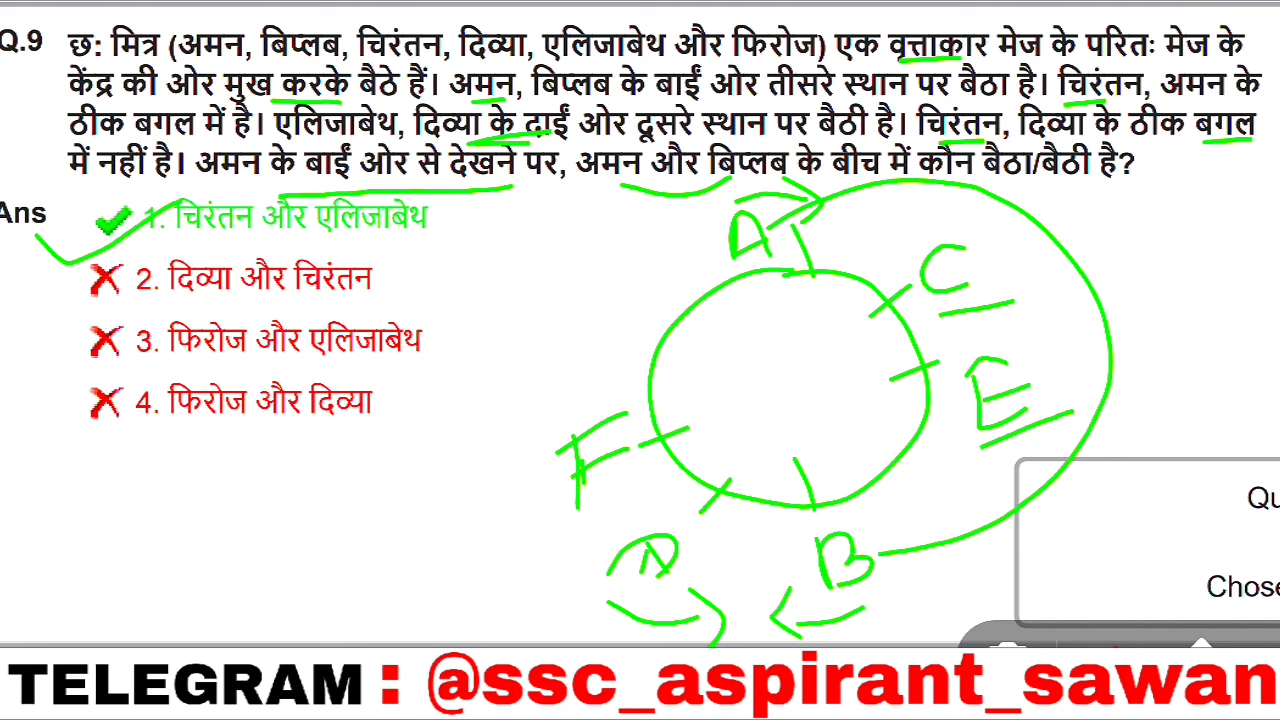 Q.9 छ: मित्र (अमन, बिप्लब, चिरंतन, दिव्या, एलिजाबेथ और फिरोज) एक वृत्ताकार मेज के परितः मेज के
केंद्र की ओर मुख करके बैठे हैं। अमन, बिप्लब के बाईं ओर तीसरे स्थान पर बैठा है। चिरंतन, अमन के
ठीक बगल में है। एलिजाबेथ, दिव्या के दाईं ओर दूसरे स्थान पर बैठी है। चिरंतन, दिव्या के ठीक बगल
में नहीं है। अमन के बाईं ओर से देखने पर, अमन और बिप्लब के बीच में कौन बैठा/बैठी है?
Ans
1. चिरंतन और एलिजाबेथ
2. दिव्या और चिरंतन
3. फिरोज और एलिजाबेथ
4. फिरोज और दिव्या
A
C
E
F
D
B
Qu
Chose
TELEGRAM : @ssc_aspirant_sawan